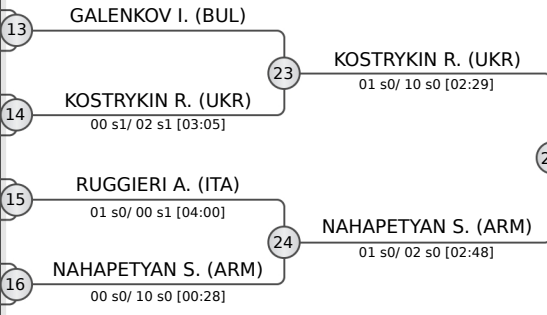 13
GALENKOV I. (BUL)
23
KOSTRYKIN R. (UKR)
01 s0/ 10 s0 [02:29]
14
KOSTRYKIN R. (UKR)
00 s1/ 02 s1 [03:05]
15
RUGGIERI A. (ITA)
01 s0/ 00 s1 [04:00]
24
NAHAPETYAN S. (ARM)
01 s0/ 02 s0 [02:48]
16
NAHAPETYAN S. (ARM)
00 s0/ 10 s0 [00:28]